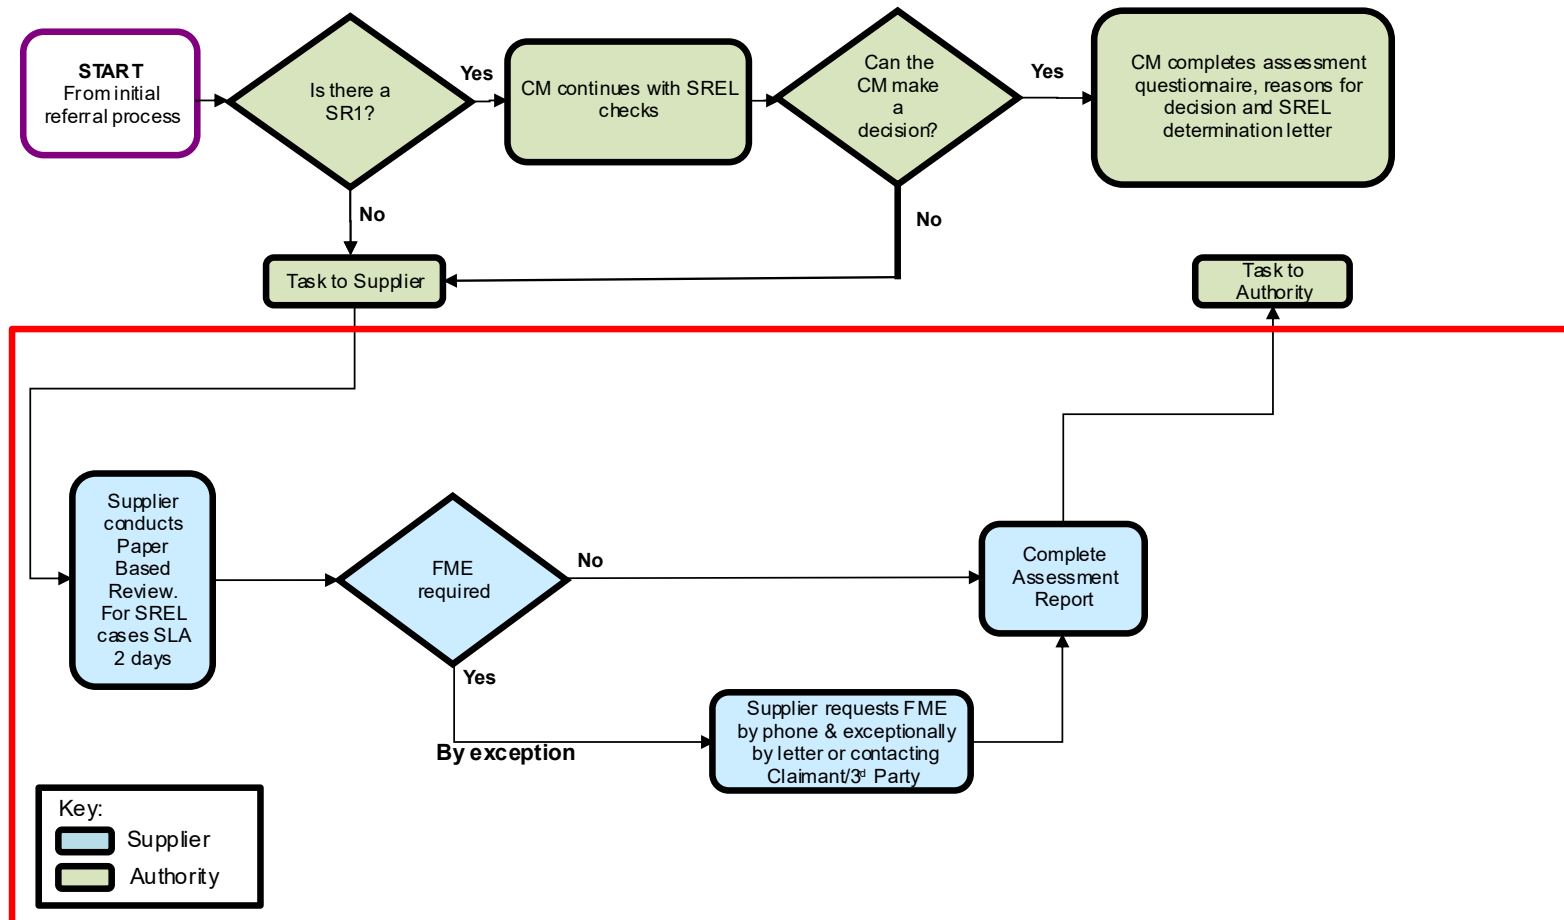 START
From initial
referral process
Is there a
SR1?
Yes
CM continues with SREL
checks
Can the
CM make
a
decision?
Yes
CM completes assessment
questionnaire, reasons for
decision and SREL
determination letter
No
No
Task to Supplier
Task to
Authority
Supplier
conducts
Paper
Based
Review.
For SREL
cases SLA
2 days
FME
required
No
Complete
Assessment
Report
Yes
By exception
Supplier requests FME
by phone & exceptionally
by letter or contacting
Claimant/3rd Party
Key:
Supplier
Authority